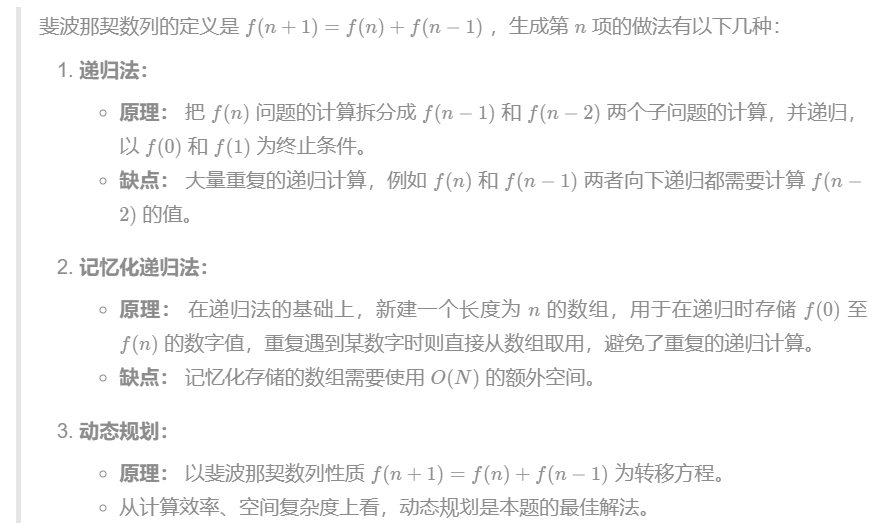 斐波那契数列的定义是 f(n + 1) = f(n) + f(n − 1) ，生成第 n 项的做法有以下几种：
1. 递归法：
◦ 原理： 把 f(n) 问题的计算拆分成 f(n − 1) 和 f(n − 2) 两个子问题的计算，并递归，
以 f(0) 和 f(1) 为终止条件。
◦ 缺点： 大量重复的递归计算，例如 f(n) 和 f(n − 1) 两者向下递归都需要计算 f(n −
2) 的值。
2. 记忆化递归法：
◦ 原理： 在递归法的基础上，新建一个长度为 n 的数组，用于在递归时存储 f(0) 至
f(n) 的数字值，重复遇到某数字时则直接从数组取用，避免了重复的递归计算。
◦ 缺点： 记忆化存储的数组需要使用 O(N) 的额外空间。
3. 动态规划：
◦ 原理： 以斐波那契数列性质 f(n + 1) = f(n) + f(n − 1) 为转移方程。
◦ 从计算效率、空间复杂度上看，动态规划是本题的最佳解法。